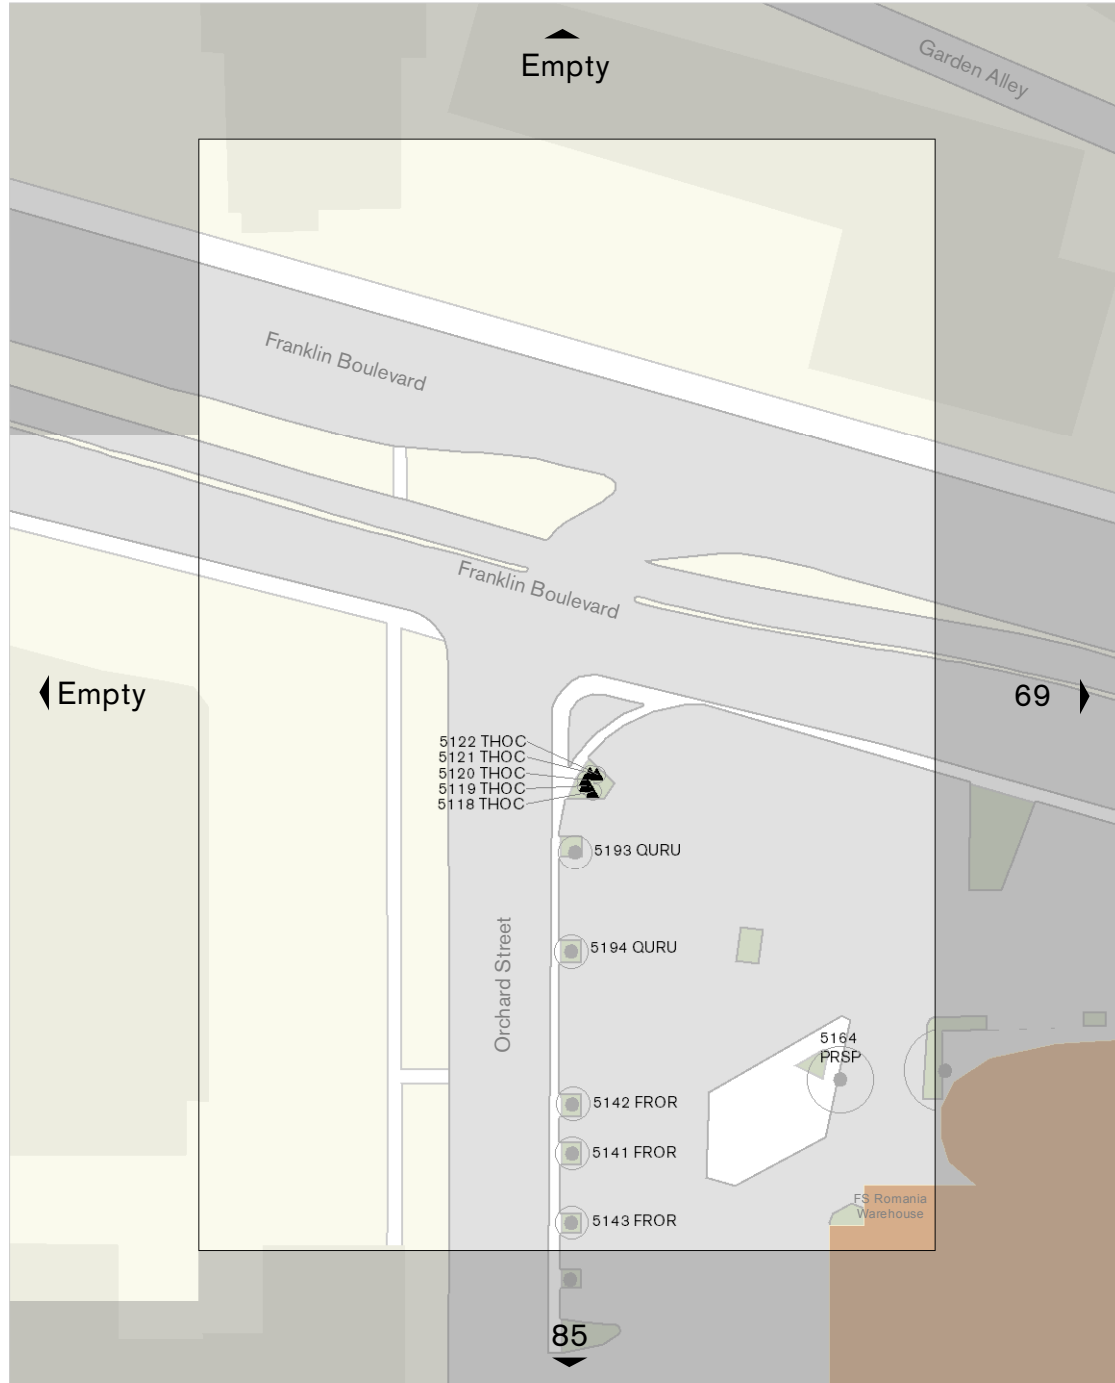 Garden Alley
Empty
Franklin Boulevard
Franklin Boulevard
Empty
69
5122 THOC
5121 THOC
5120 THOC
5119 THOC
5118 THOC
5193 QURU
5194 QURU
Orchard Street
5164
PRSP
5142 FROR
5141 FROR
5143 FROR
FS Romania
Warehouse
85